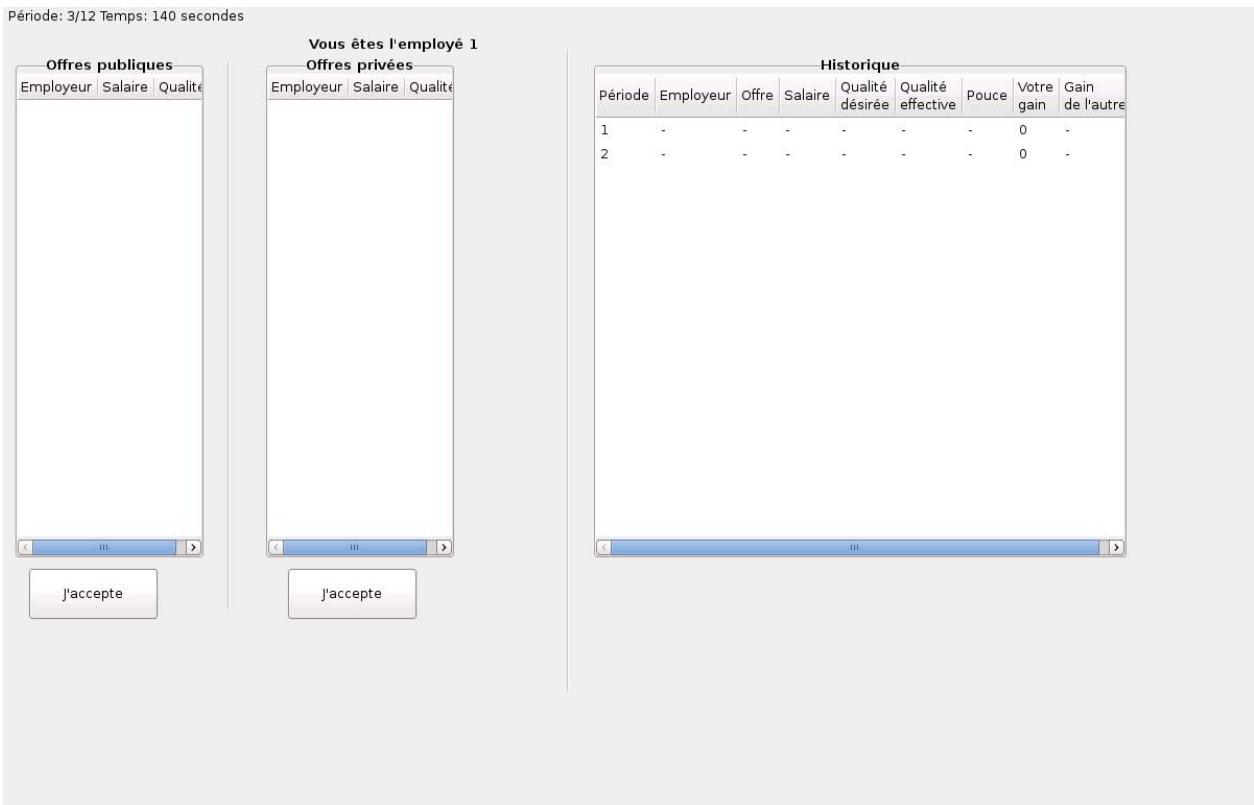 Période: 3/12 Temps: 140 secondes
Vous êtes l'employé 1
Offres publiques
Employeur Salaire Qualité
J'accepte
Offres privées
Employeur Salaire Qualité
J'accepte
Historique
Période Employeur Offre Salaire Qualité désirée Qualité effective Pouce Votre gain Gain de l'autre
1 - - - - - - 0 -
2 - - - - - - 0 -